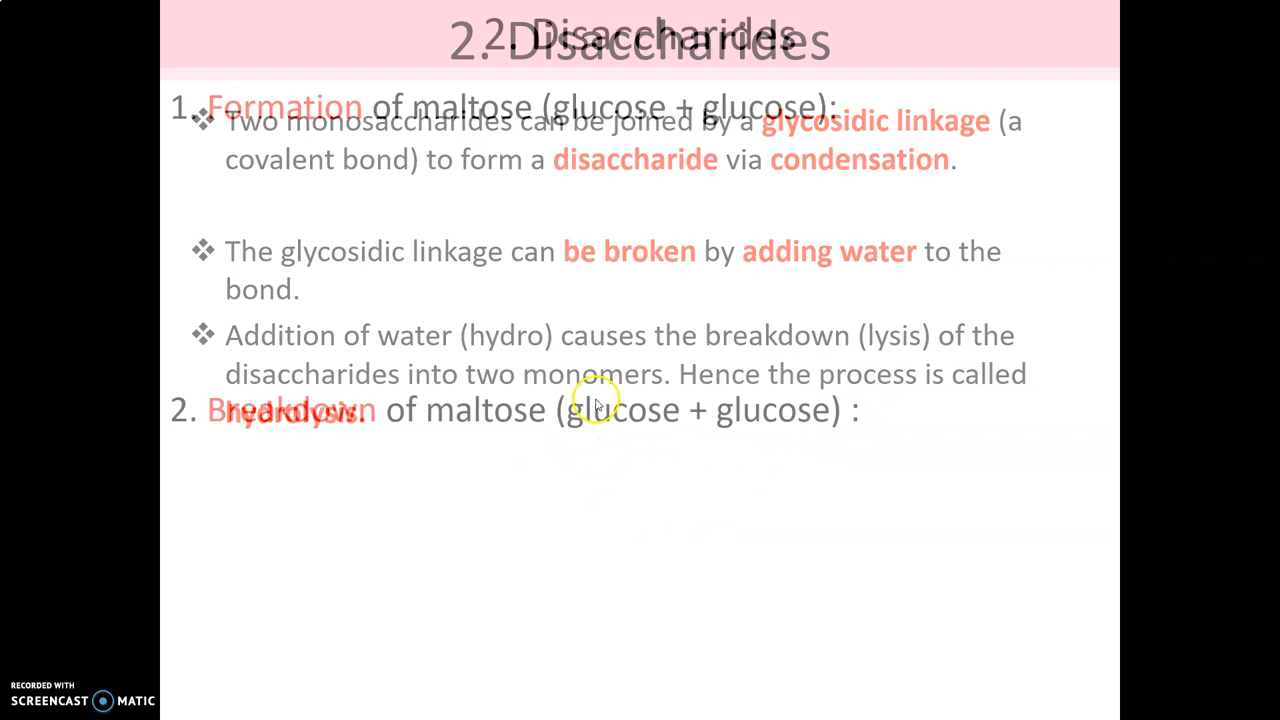 2. Disaccharides
2. Disaccharides
1. Formation of maltose (glucose + glucose):
❖ Two monosaccharides can be joined by a glycosidic linkage (a
covalent bond) to form a disaccharide via condensation.
❖ The glycosidic linkage can be broken by adding water to the
bond.
❖ Addition of water (hydro) causes the breakdown (lysis) of the
disaccharides into two monomers. Hence the process is called
hydrolysis.
2. Breakdown of maltose (glucose + glucose) :
RECORDED WITH
SCREENCAST MATIC